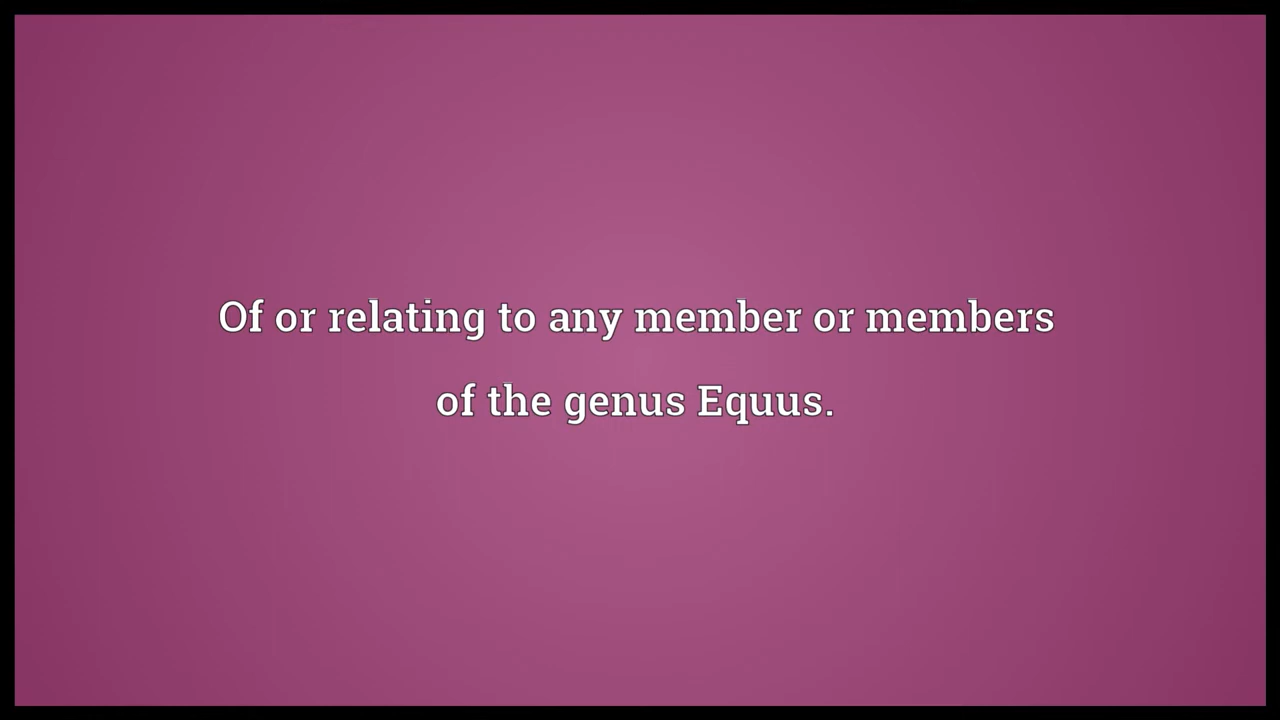 Of or relating to any member or members
of the genus Equus.